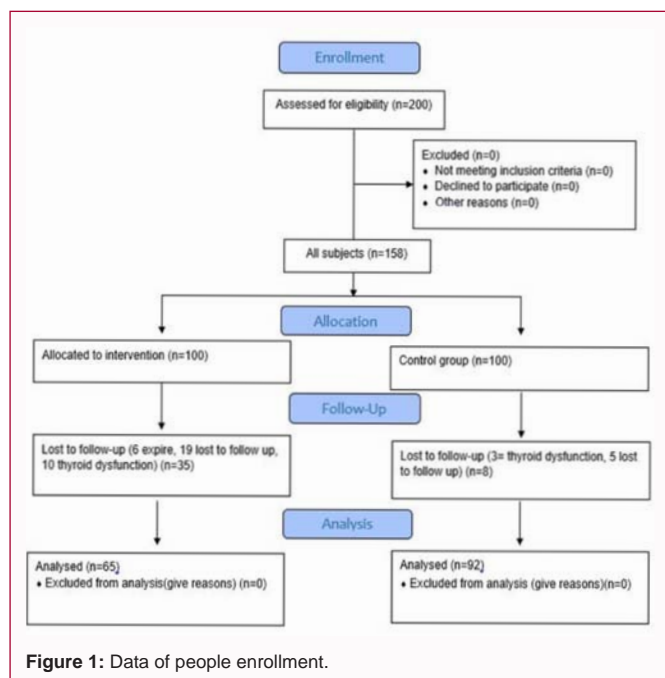 Enrollment
Assessed for eligibility (n=200)
Excluded (n=0)
• Not meeting inclusion criteria (n=0)
• Declined to participate (n=0)
• Other reasons (n=0)
All subjects (n=158)
Allocation
Allocated to intervention (n=100)
Control group (n=100)
Follow-Up
Lost to follow-up (6 expire, 19 lost to follow up,
10 thyroid dysfunction) (n=35)
Lost to follow-up (3= thyroid dysfunction, 5 lost
to follow up) (n=8)
Analysis
Analysed (n=65)
• Excluded from analysis(give reasons) (n=0)
Analysed (n=92)
• Excluded from analysis (give reasons)(n=0)
Figure 1: Data of people enrollment.